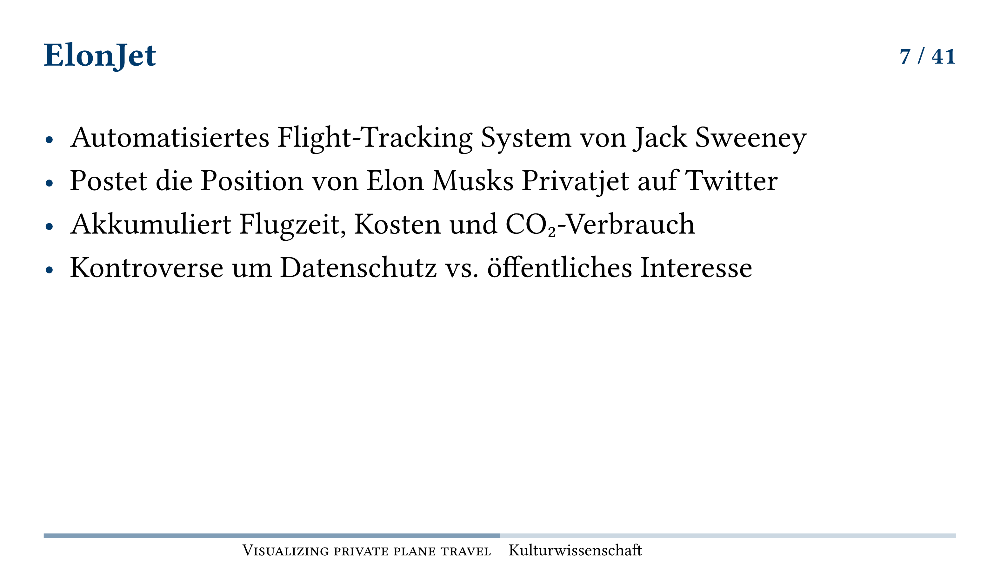 ElonJet
7 / 41
• Automatisiertes Flight-Tracking System von Jack Sweeney
• Postet die Position von Elon Musks Privatjet auf Twitter
• Akkumuliert Flugzeit, Kosten und CO₂-Verbrauch
• Kontroverse um Datenschutz vs. öffentliches Interesse
Visualizing private plane travel Kulturwissenschaft